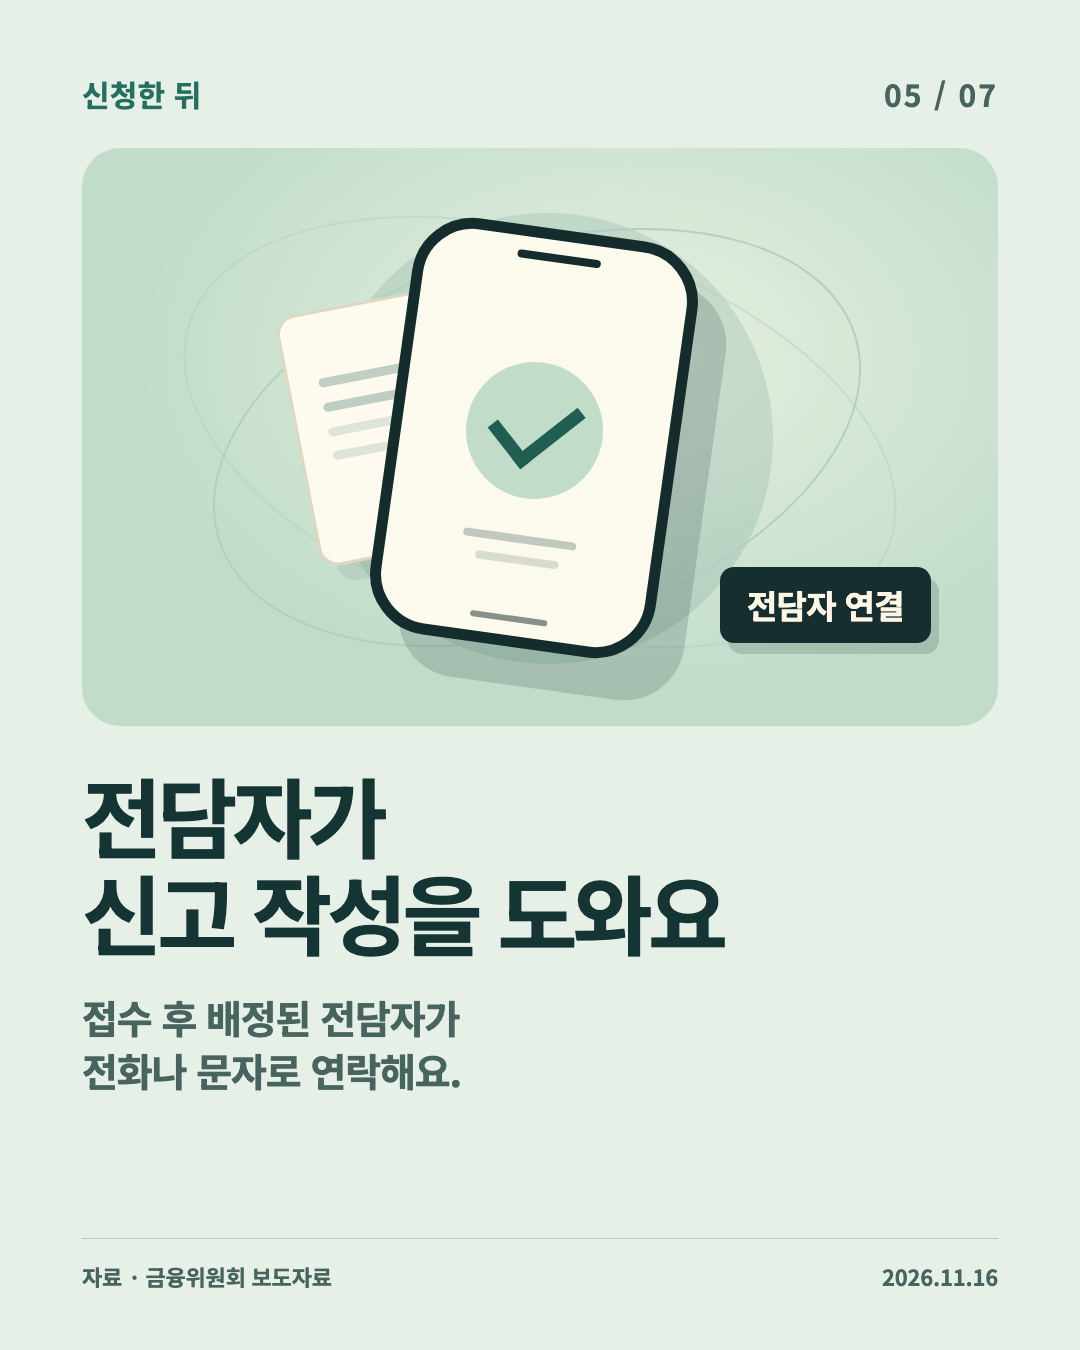 신청한 뒤
05 / 07
전담자 연결
전담자가
신고 작성을 도와요
접수 후 배정된 전담자가
전화나 문자로 연락해요.
자료 · 금융위원회 보도자료
2026.11.16